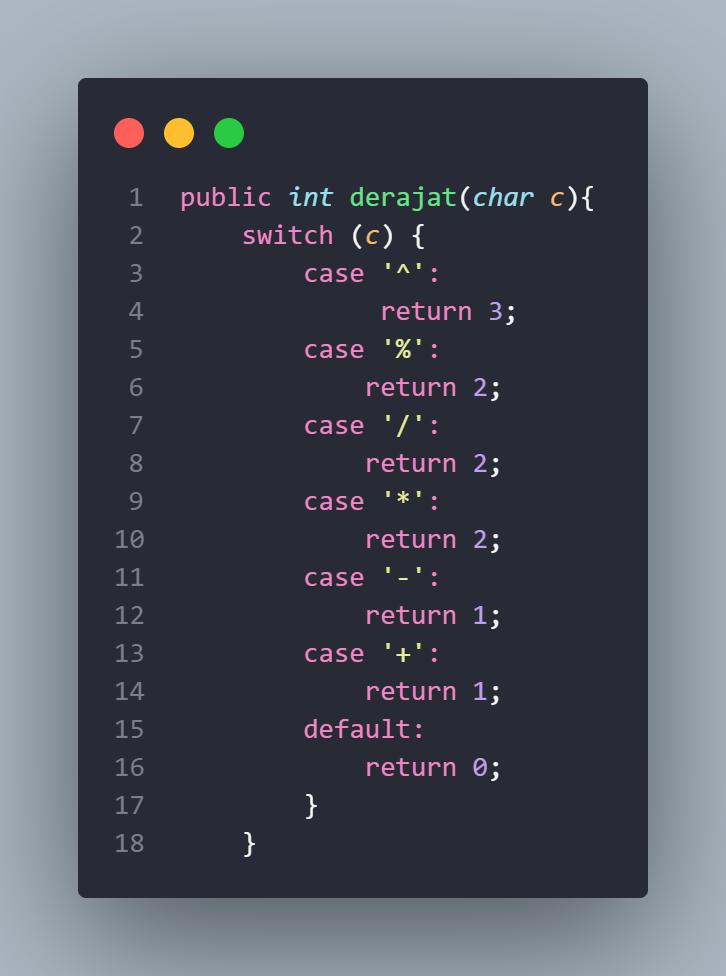 1 public int derajat(char c){
2     switch (c) {
3         case '^':
4              return 3;
5         case '%':
6             return 2;
7         case '/':
8             return 2;
9         case '*':
10             return 2;
11         case '-':
12             return 1;
13         case '+':
14             return 1;
15         default:
16             return 0;
17         }
18     }